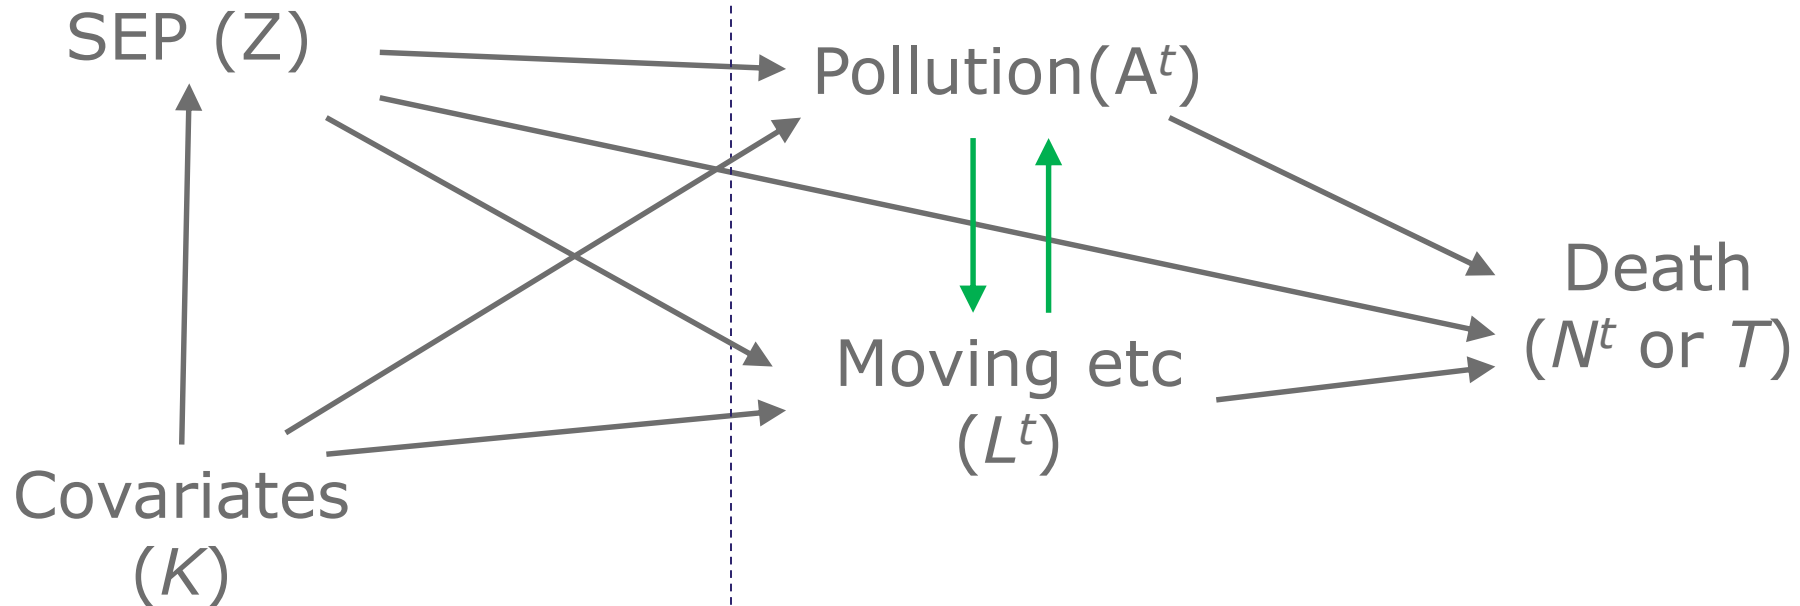 SEP (Z)
Pollution(Aᵗ)
Death
(Nᵗ or T)
Moving etc
(Lᵗ)
Covariates
(K)